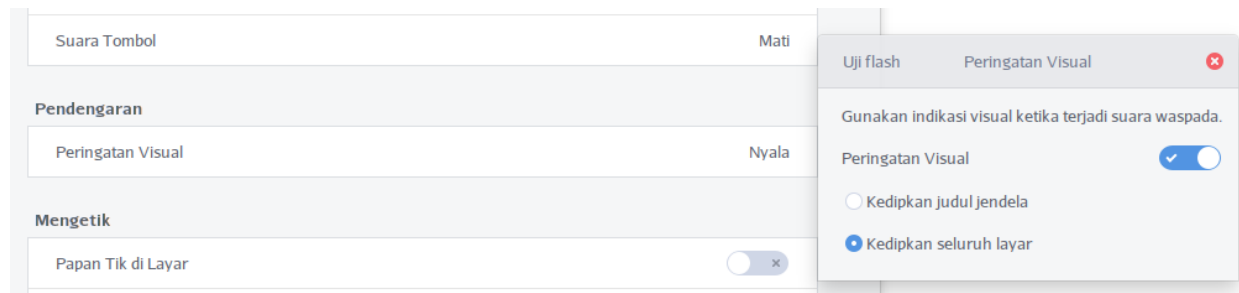 Suara Tombol Mati
Pendengaran
Peringatan Visual Nyala
Mengetik
Papan Tik di Layar
Uji flash Peringatan Visual
Gunakan indikasi visual ketika terjadi suara waspada.
Peringatan Visual
Kedipkan judul jendela
Kedipkan seluruh layar